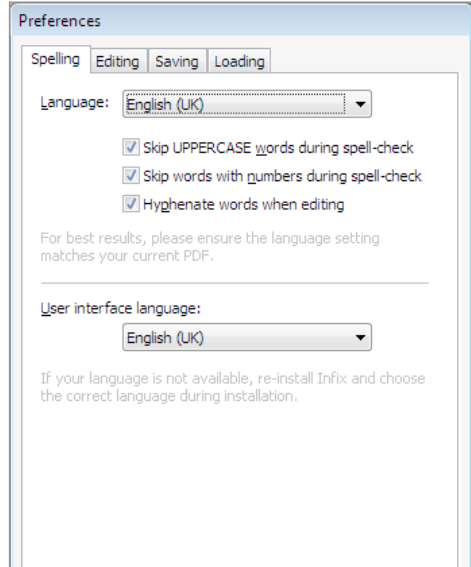 Preferences
Spelling Editing Saving Loading
Language: English (UK)
Skip UPPERCASE words during spell-check
Skip words with numbers during spell-check
Hyphenate words when editing
For best results, please ensure the language setting
matches your current PDF.
User interface language:
English (UK)
If your language is not available, re-install Infix and choose
the correct language during installation.